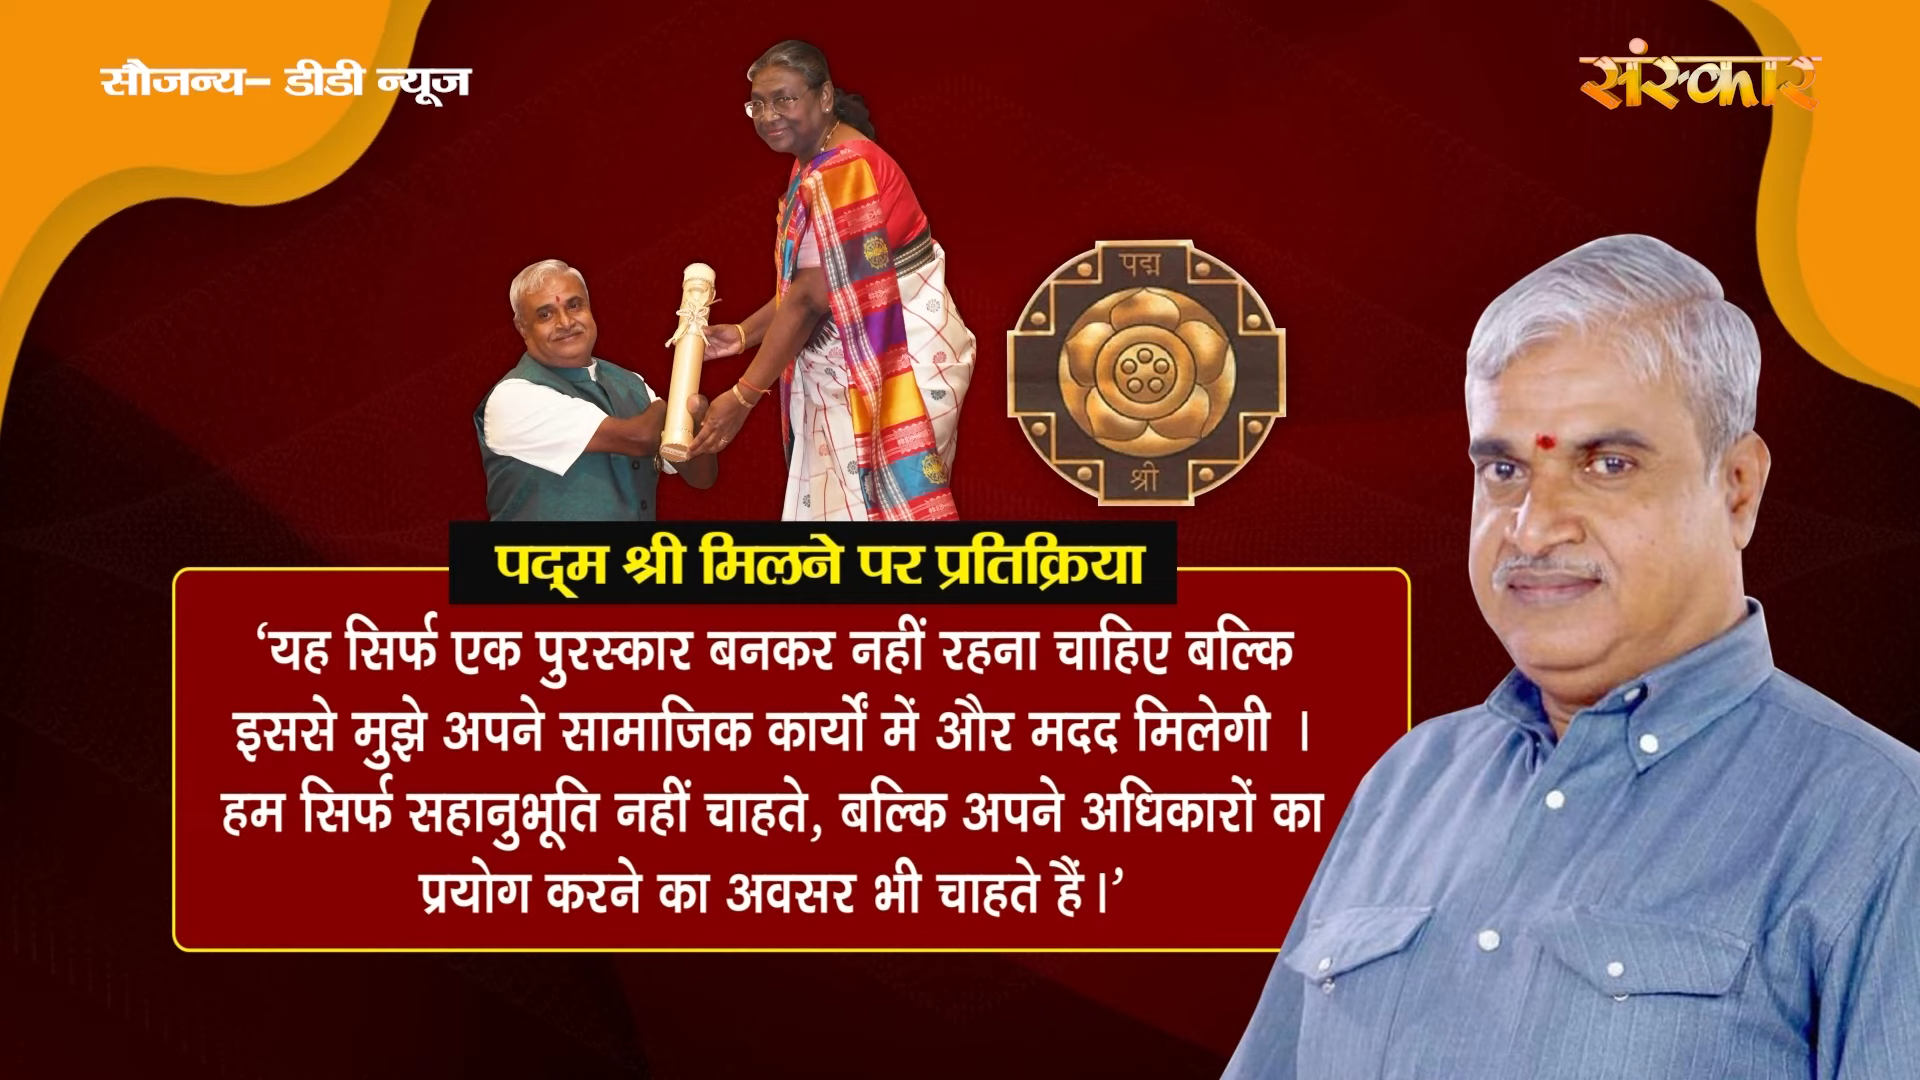 सौजन्य- डीडी न्यूज
संस्कार
पद्म
श्री
पद्म श्री मिलने पर प्रतिक्रिया
‘यह सिर्फ एक पुरस्कार बनकर नहीं रहना चाहिए बल्कि
इससे मुझे अपने सामाजिक कार्यों में और मदद मिलेगी ।
हम सिर्फ सहानुभूति नहीं चाहते, बल्कि अपने अधिकारों का
प्रयोग करने का अवसर भी चाहते हैं।’